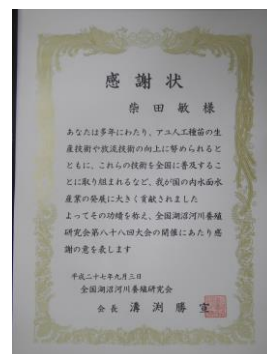 感謝状
柴田敏様
あなたは多年にわたり、アユ人工種苗の生
産技術や放流技術の向上に努められると
ともに、これらの技術を全国に普及するこ
とに取り組まれるなど、我が国の内水面水
産業の発展に大きく貢献されました
よってその功績を称え、全国湖沼河川養殖
研究会第八十八回大会の開催にあたり感
謝の意を表します
平成二十七年九月三日
全国湖沼河川養殖研究会
会長 溝渕勝宣